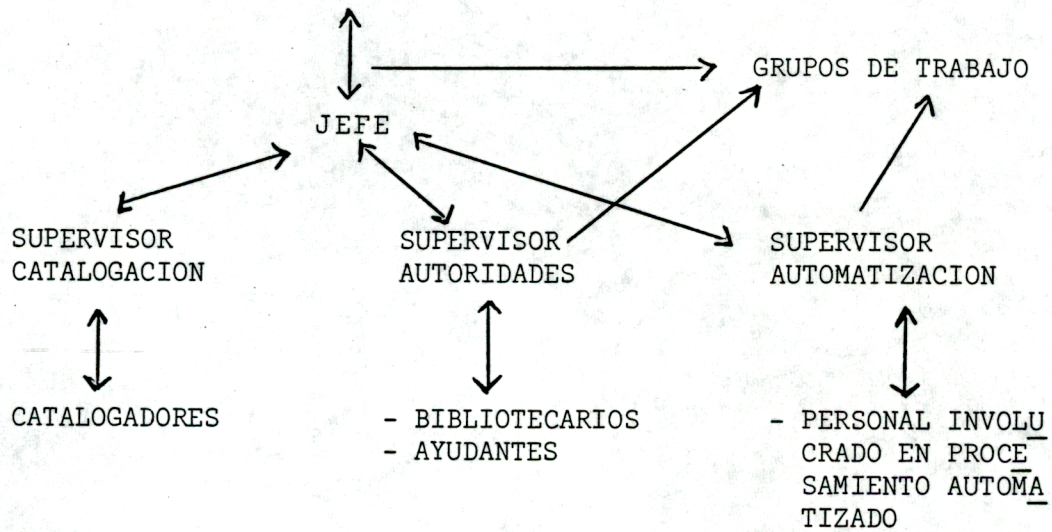 GRUPOS DE TRABAJO
JEFE
SUPERVISOR
CATALOGACION
SUPERVISOR
AUTORIDADES
SUPERVISOR
AUTOMATIZACION
CATALOGADORES
- BIBLIOTECARIOS
- AYUDANTES
- PERSONAL INVOLU
CRADO EN PROCE
SAMIENTO AUTOMA
TIZADO